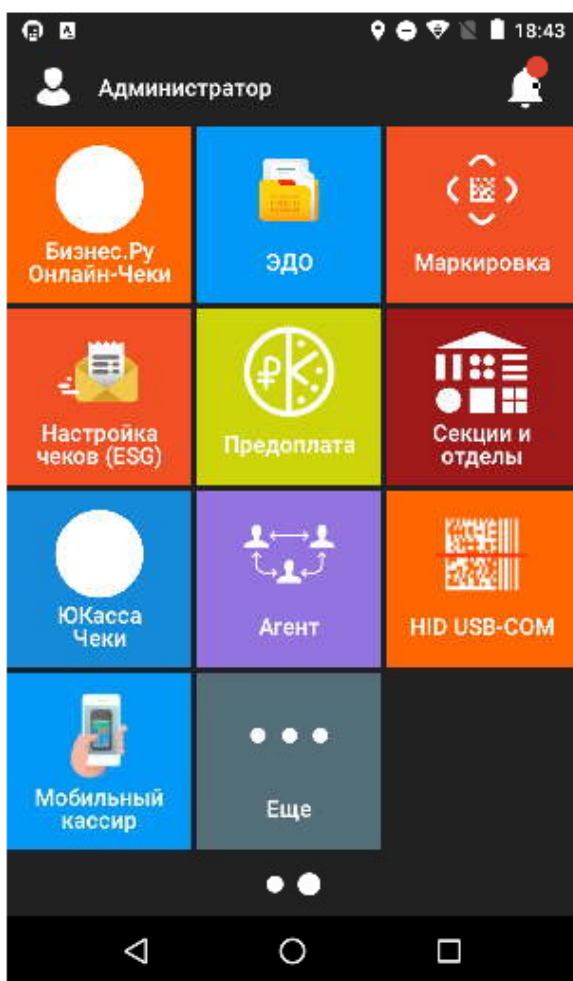 18:43
Администратор
Бизнес.Ру
Онлайн-Чеки
ЭДО
Маркировка
Настройка
чеков (ESG)
Предоплата
Секции и
отделы
ЮКасса
Чеки
Агент
HID USB-COM
Мобильный
кассир
Еще